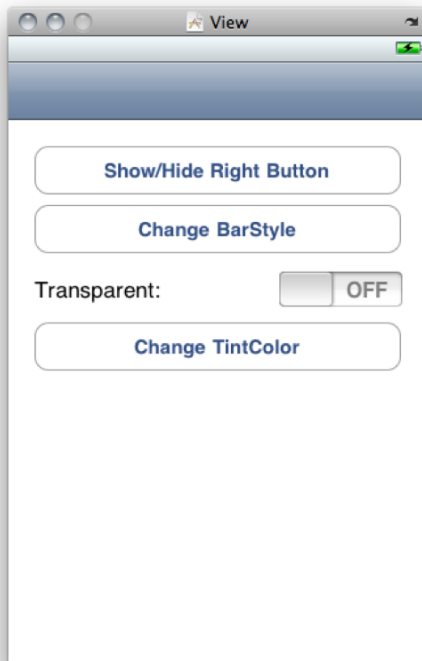 View
Show/Hide Right Button
Change BarStyle
Transparent: OFF
Change TintColor